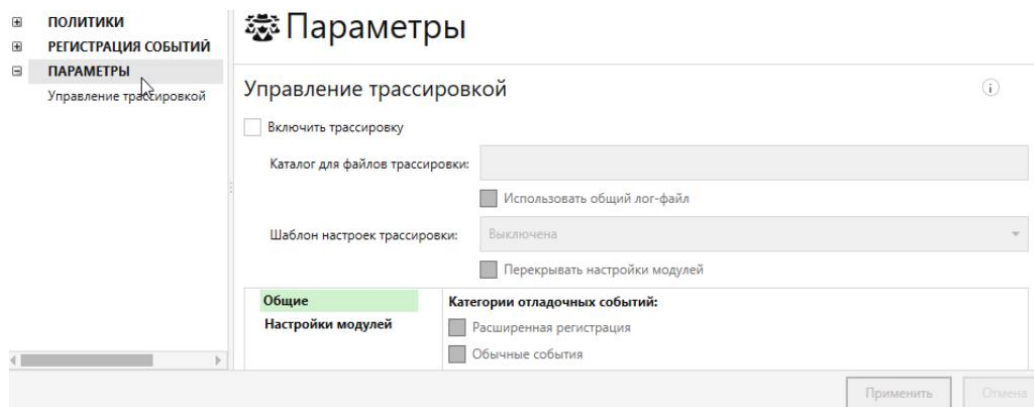 ПОЛИТИКИ
РЕГИСТРАЦИЯ СОБЫТИЙ
ПАРАМЕТРЫ
Управление трассировкой
Параметры
Управление трассировкой
Включить трассировку
Каталог для файлов трассировки:
Использовать общий лог-файл
Шаблон настроек трассировки:
Выключена
Перекрывать настройки модулей
Общие
Настройки модулей
Категории отладочных событий:
Расширенная регистрация
Обычные события
Применить
Отмена